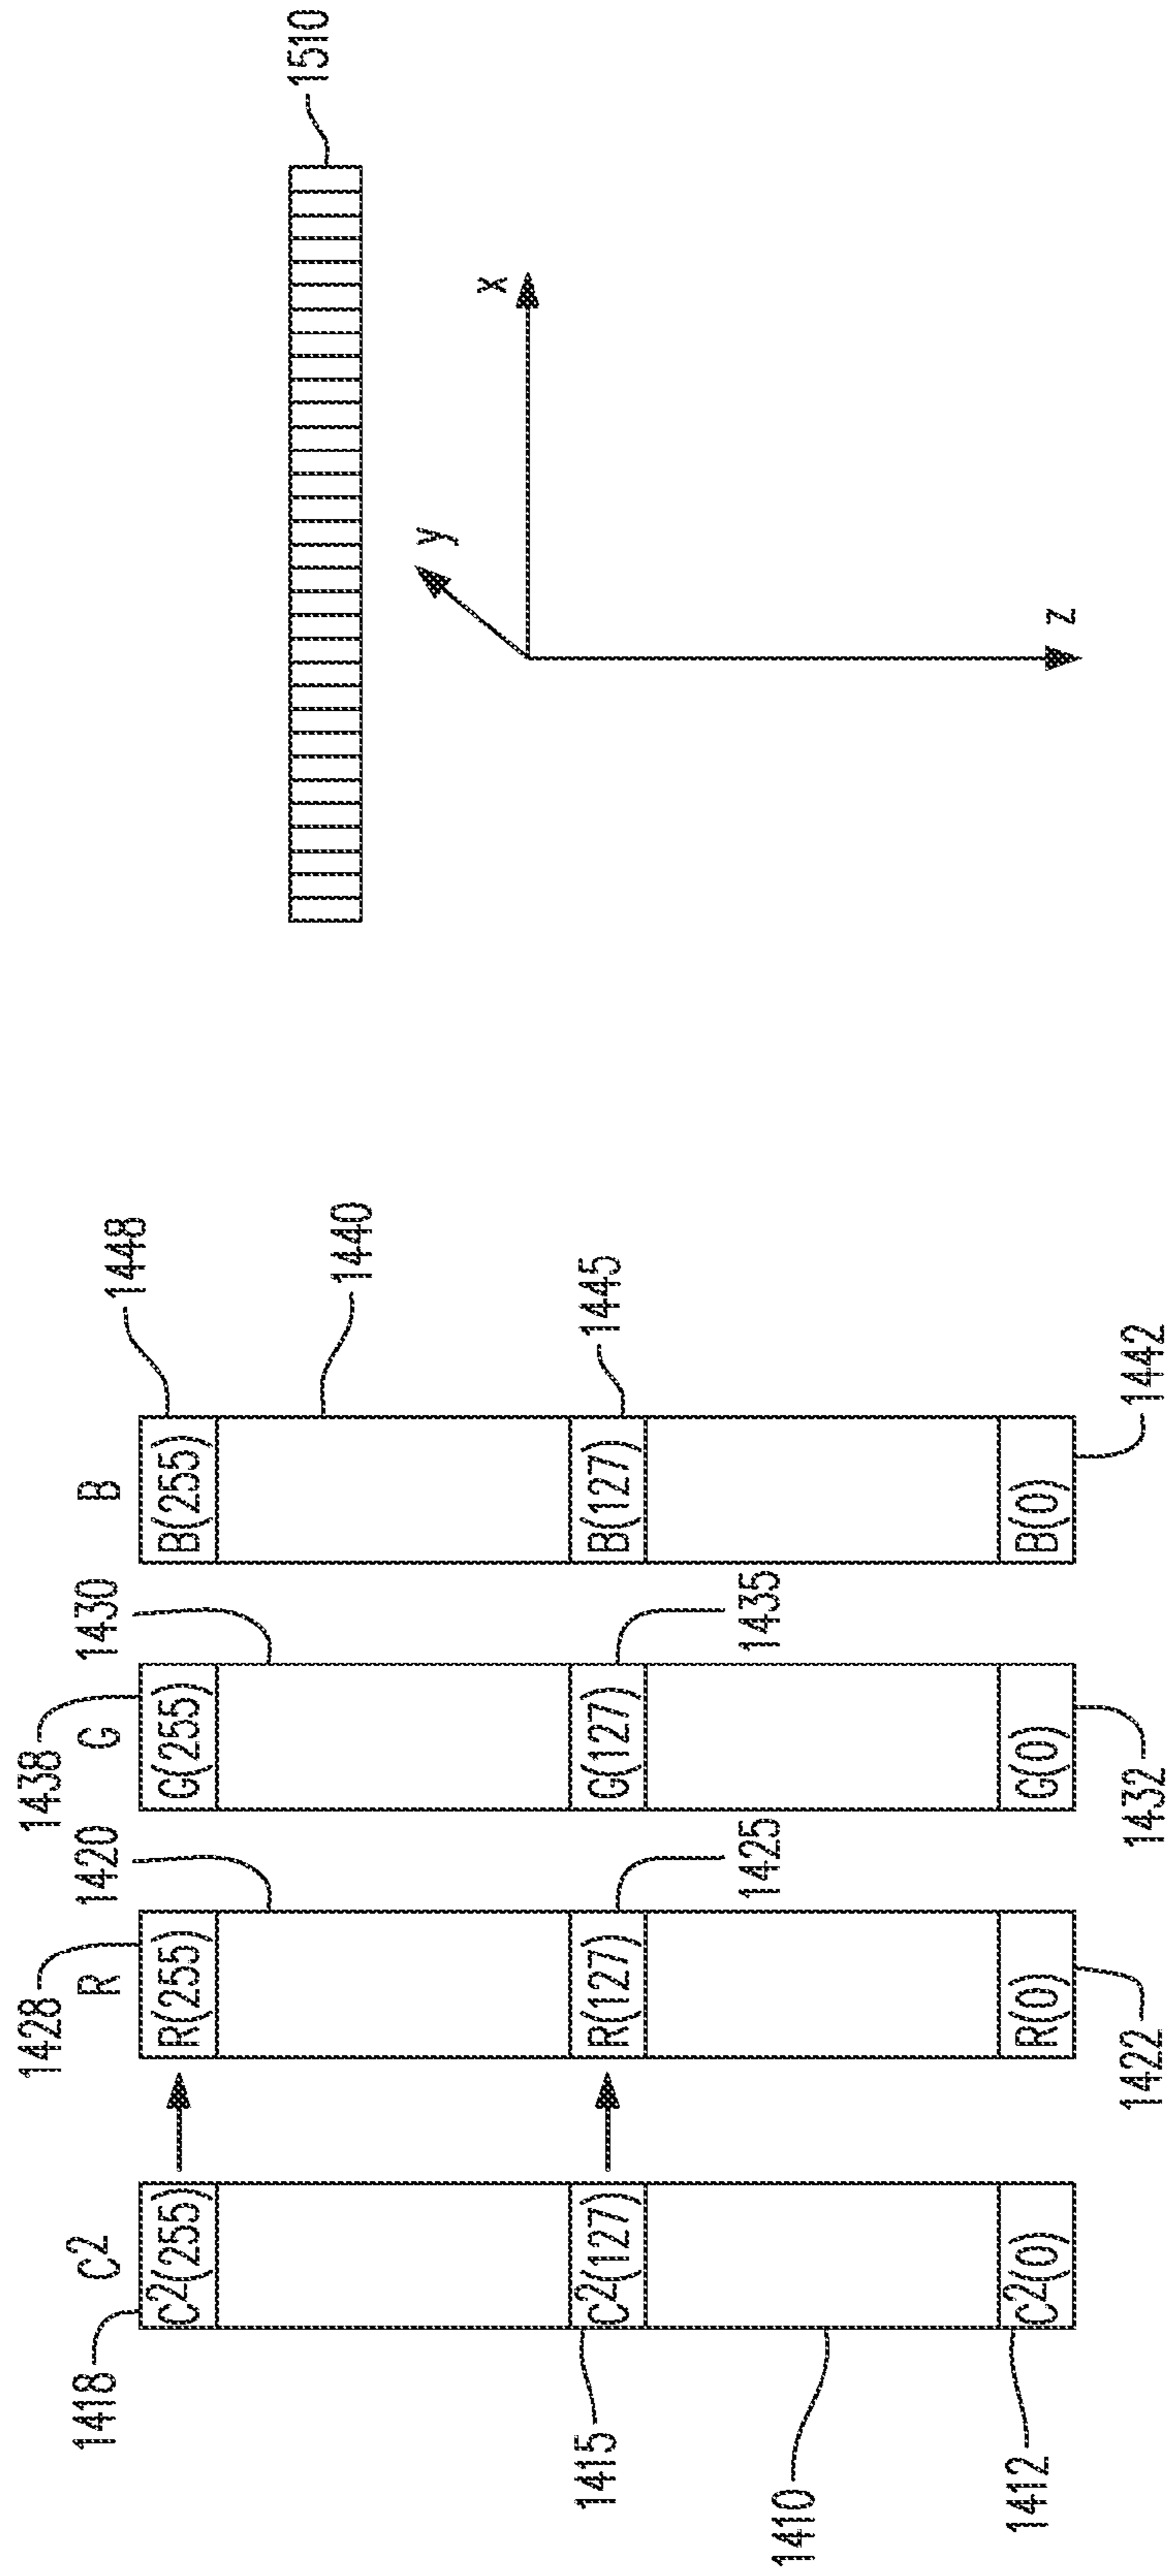 1418
C²
1428
R
1420
1438
G
1430
B
1448
C²(255)
R(255)
G(255)
B(255)
1440
1415
C²(127)
R(127)
1425
G(127)
1435
B(127)
1445
1410
1412
C²(0)
R(0)
1422
G(0)
1432
B(0)
1442
1510
y
x
z